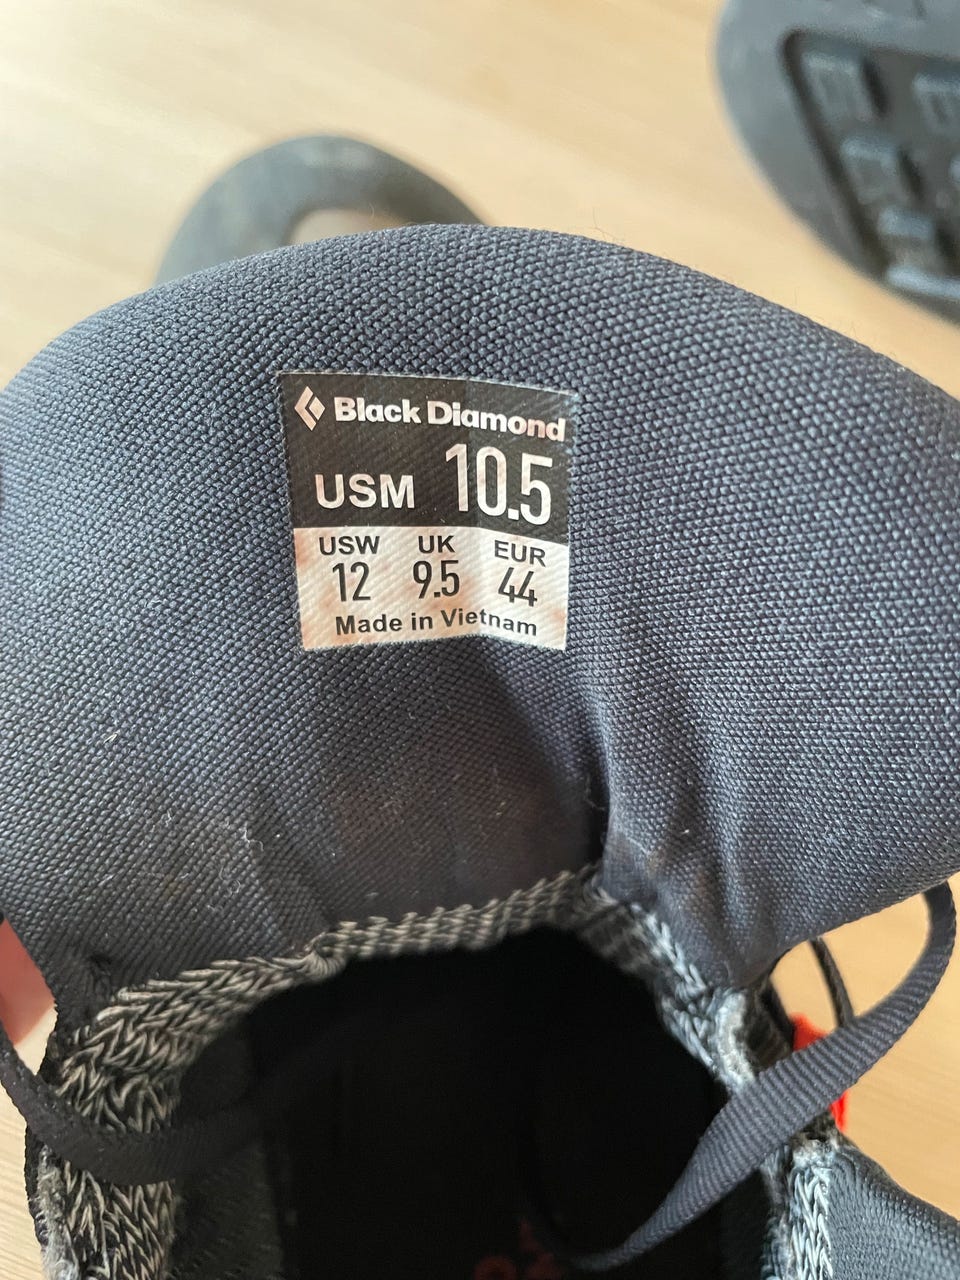 Black Diamond
USM 10.5
USW UK EUR
12 9.5 44
Made in Vietnam